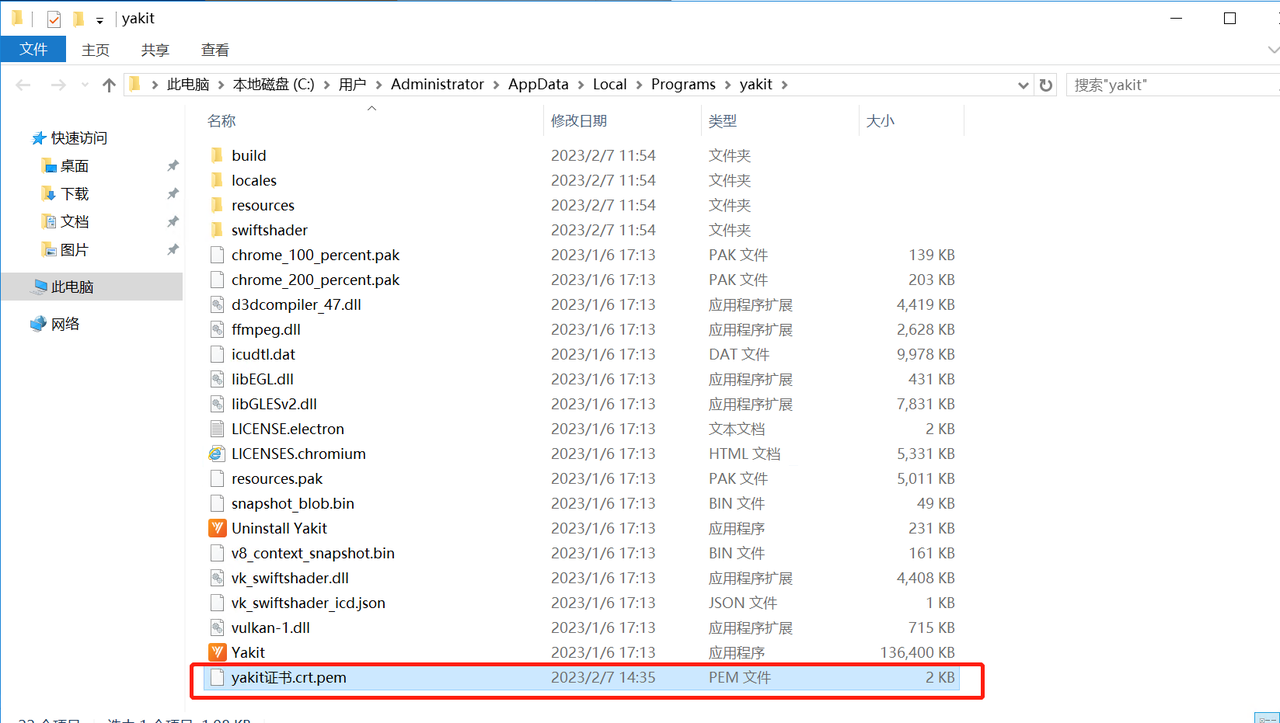 yakit
文件 主页 共享 查看
此电脑 本地磁盘 (C:) 用户 Administrator AppData Local Programs yakit 搜索"yakit"
名称 修改日期 类型 大小
快速访问
桌面
下载
文档
图片
此电脑
网络
build 2023/2/7 11:54 文件夹
locales 2023/2/7 11:54 文件夹
resources 2023/2/7 11:54 文件夹
swiftshader 2023/2/7 11:54 文件夹
chrome_100_percent.pak 2023/1/6 17:13 PAK 文件 139 KB
chrome_200_percent.pak 2023/1/6 17:13 PAK 文件 203 KB
d3dcompiler_47.dll 2023/1/6 17:13 应用程序扩展 4,419 KB
ffmpeg.dll 2023/1/6 17:13 应用程序扩展 2,628 KB
icudtl.dat 2023/1/6 17:13 DAT 文件 9,978 KB
libEGL.dll 2023/1/6 17:13 应用程序扩展 431 KB
libGLESv2.dll 2023/1/6 17:13 应用程序扩展 7,831 KB
LICENSE.electron 2023/1/6 17:13 文本文档 2 KB
LICENSES.chromium 2023/1/6 17:13 HTML 文档 5,331 KB
resources.pak 2023/1/6 17:13 PAK 文件 5,011 KB
snapshot_blob.bin 2023/1/6 17:13 BIN 文件 49 KB
Uninstall Yakit 2023/1/6 17:13 应用程序 231 KB
v8_context_snapshot.bin 2023/1/6 17:13 BIN 文件 161 KB
vk_swiftshader.dll 2023/1/6 17:13 应用程序扩展 4,408 KB
vk_swiftshader_icd.json 2023/1/6 17:13 JSON 文件 1 KB
vulkan-1.dll 2023/1/6 17:13 应用程序扩展 715 KB
Yakit 2023/1/6 17:13 应用程序 136,400 KB
yakit证书.crt.pem 2023/2/7 14:35 PEM 文件 2 KB